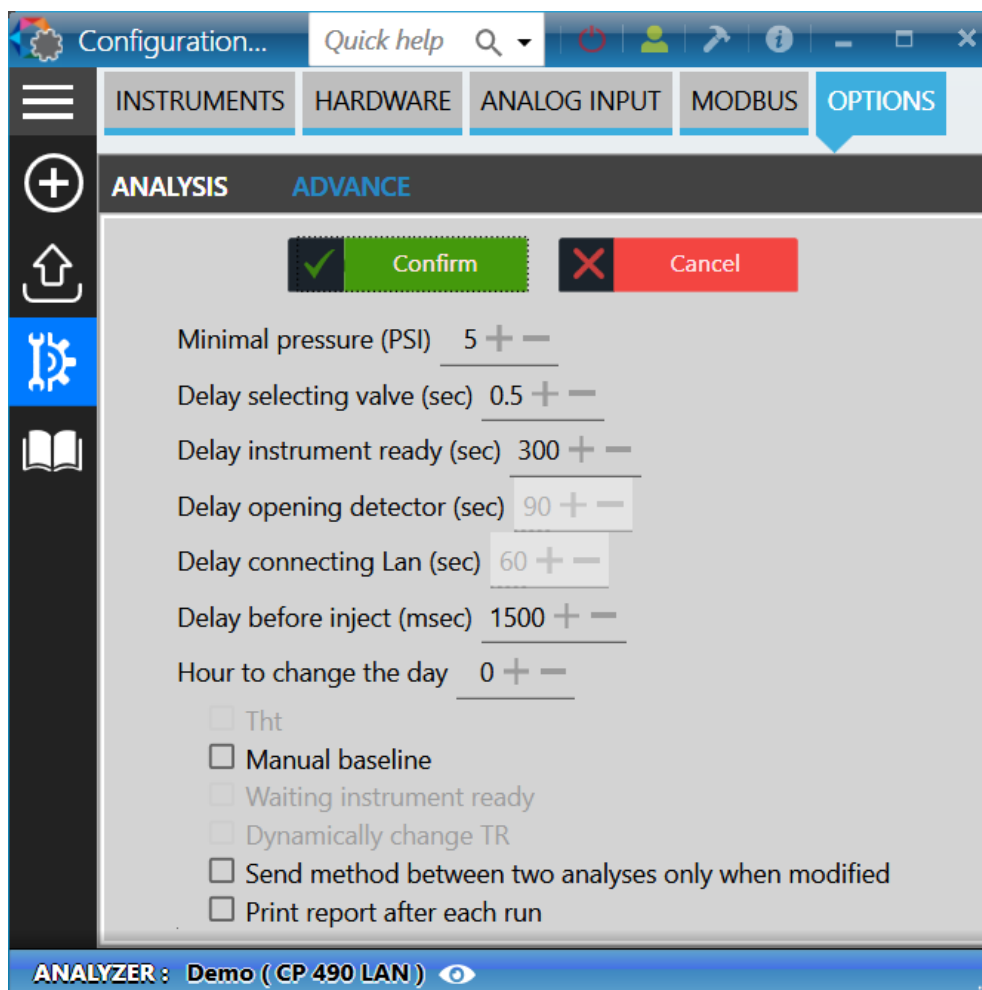 Configuration... Quick help
INSTRUMENTS HARDWARE ANALOG INPUT MODBUS OPTIONS
ANALYSIS ADVANCE
Confirm Cancel
Minimal pressure (PSI) 5
Delay selecting valve (sec) 0.5
Delay instrument ready (sec) 300
Delay opening detector (sec) 90
Delay connecting Lan (sec) 60
Delay before inject (msec) 1500
Hour to change the day 0
Tht
Manual baseline
Waiting instrument ready
Dynamically change TR
Send method between two analyses only when modified
Print report after each run
ANALYZER : Demo ( CP 490 LAN )